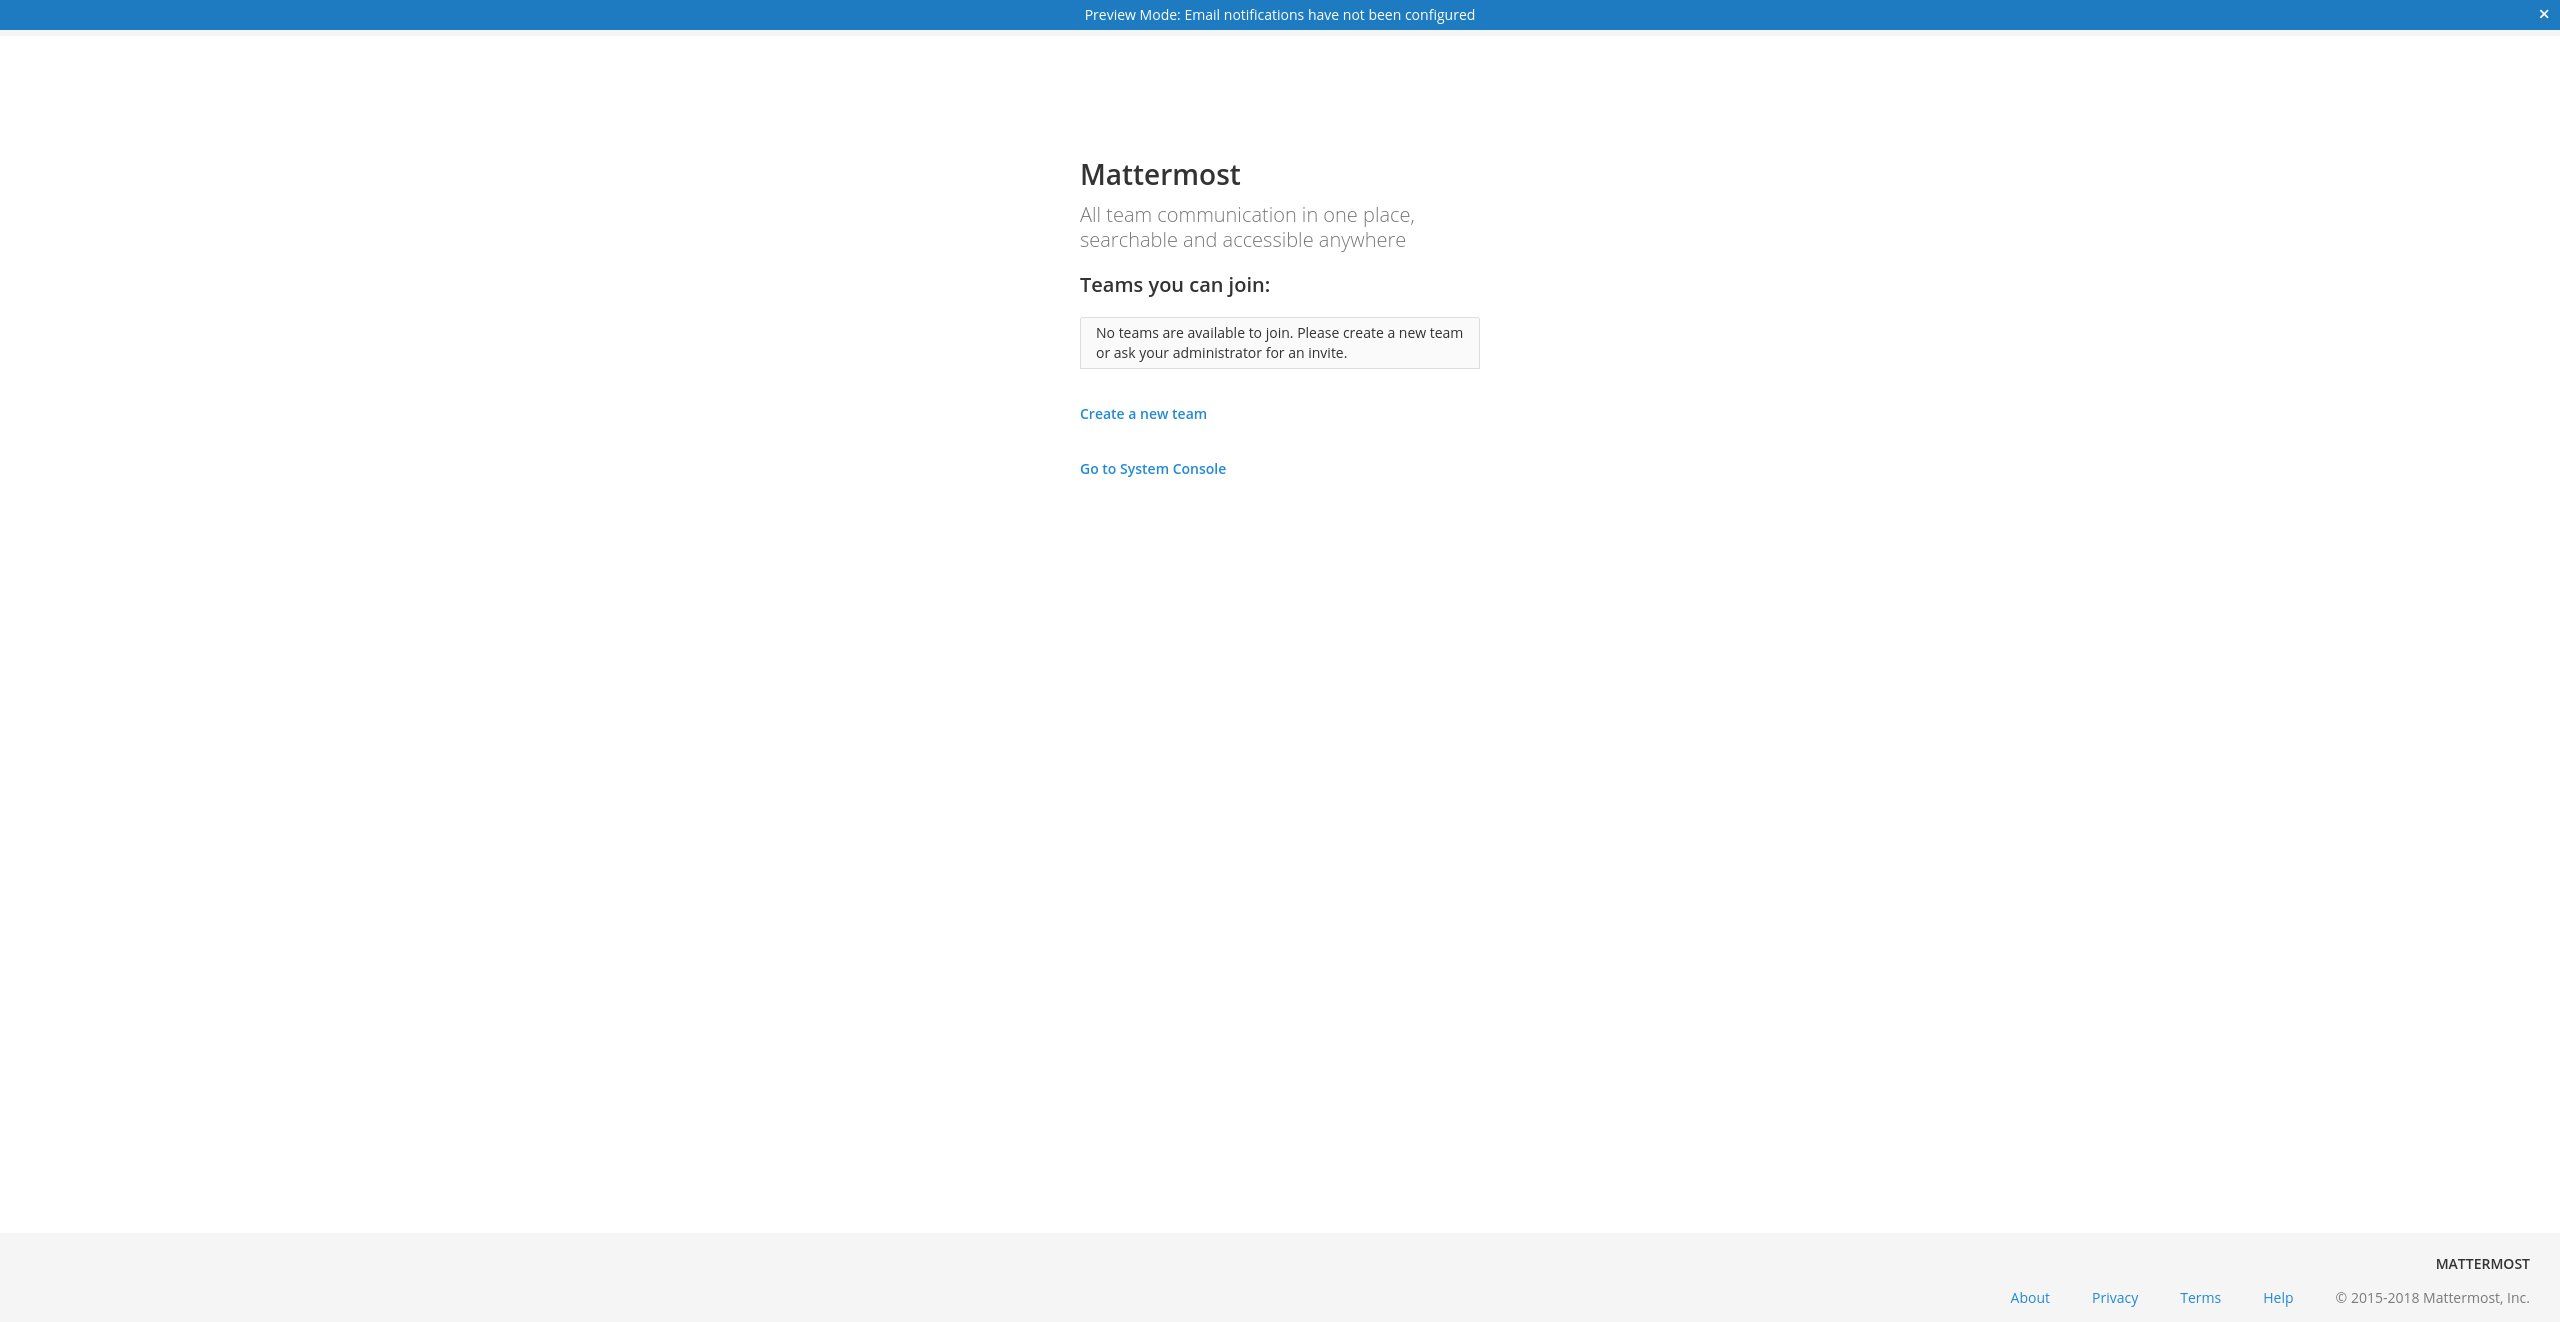 Preview Mode: Email notifications have not been configured ×
Mattermost
All team communication in one place,
searchable and accessible anywhere
Teams you can join:
No teams are available to join. Please create a new team
or ask your administrator for an invite.
Create a new team
Go to System Console
MATTERMOST
About Privacy Terms Help © 2015-2018 Mattermost, Inc.